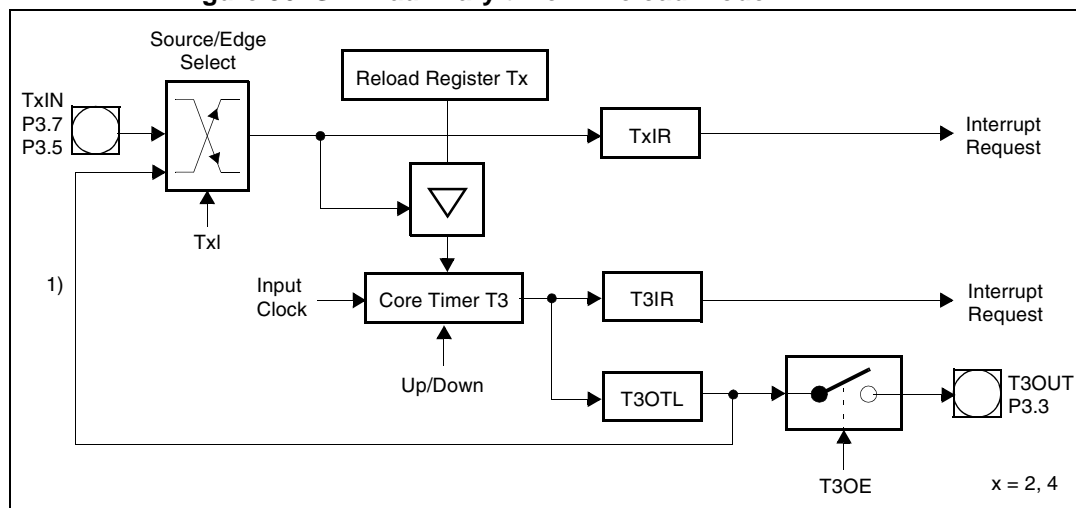 Source/Edge
Select
Reload Register Tx
TxIN
P3.7
P3.5
TxIR
Interrupt
Request
TxI
1)
Input
Clock
Core Timer T3
T3IR
Interrupt
Request
Up/Down
T3OTL
T3OUT
P3.3
T3OE
x = 2, 4